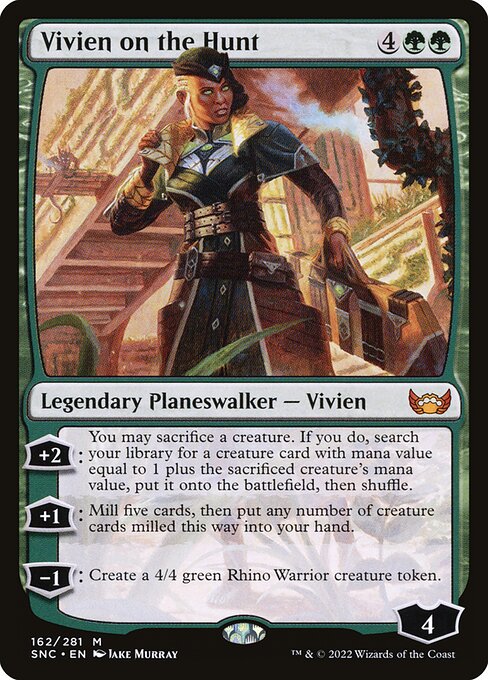 Vivien on the Hunt 4
Legendary Planeswalker — Vivien
+2: You may sacrifice a creature. If you do, search
your library for a creature card with mana value
equal to 1 plus the sacrificed creature's mana
value, put it onto the battlefield, then shuffle.
+1: Mill five cards, then put any number of creature
cards milled this way into your hand.
−1: Create a 4/4 green Rhino Warrior creature token.
4
162/281 M
SNC • EN Jake Murray
™ & © 2022 Wizards of the Coast